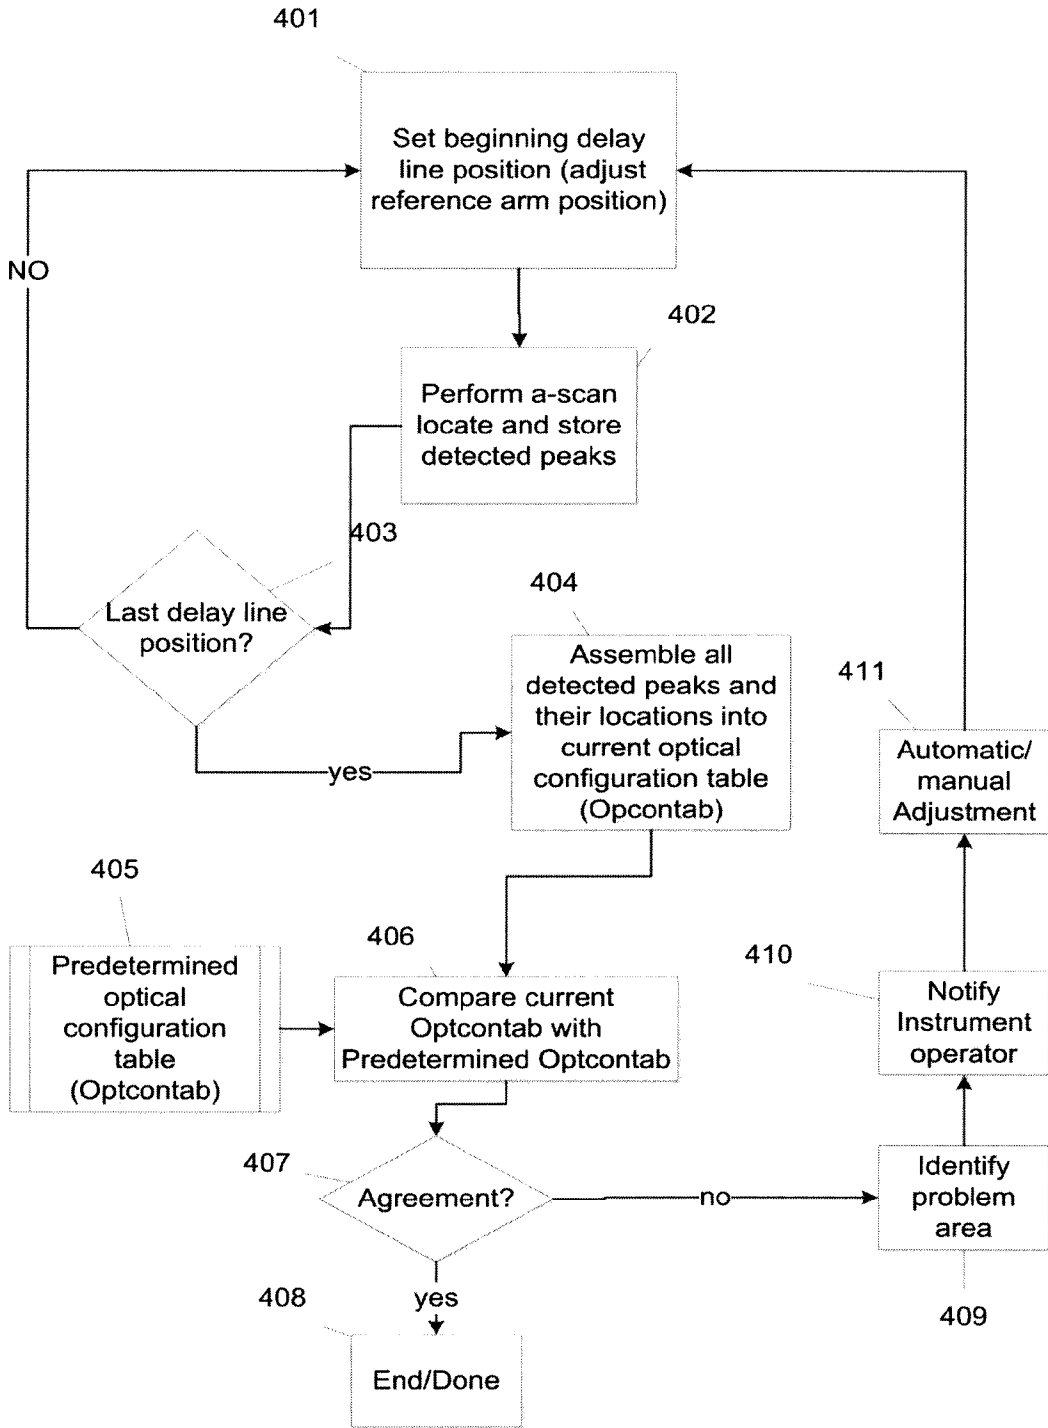 401
Set beginning delay
line position (adjust
reference arm position)
NO
402
Perform a-scan
locate and store
detected peaks
403
Last delay line
position?
404
Assemble all
detected peaks and
their locations into
current optical
configuration table
(Opcontab)
yes
411
Automatic/
manual
Adjustment
405
Predetermined
optical
configuration
table
(Optcontab)
406
Compare current
Optcontab with
Predetermined Optcontab
410
Notify
Instrument
operator
407
Agreement?
no
Identify
problem
area
409
yes
408
End/Done